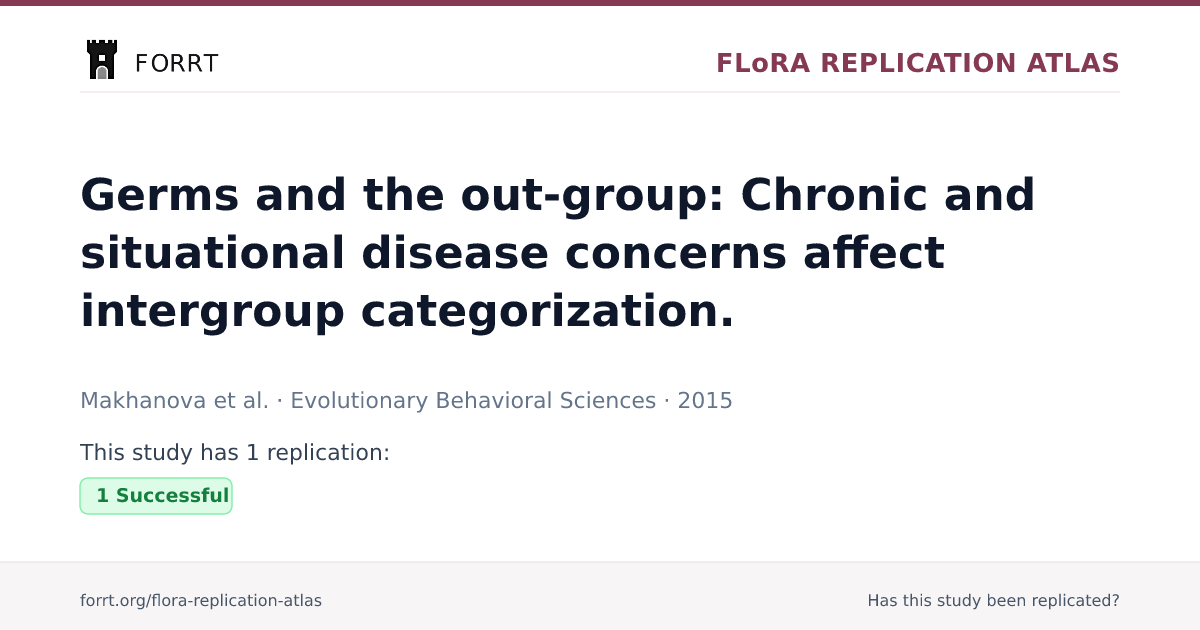 FORRT
FLoRA REPLICATION ATLAS
Germs and the out-group: Chronic and
situational disease concerns affect
intergroup categorization.
Makhanova et al. · Evolutionary Behavioral Sciences · 2015
This study has 1 replication:
1 Successful
forrt.org/flora-replication-atlas
Has this study been replicated?